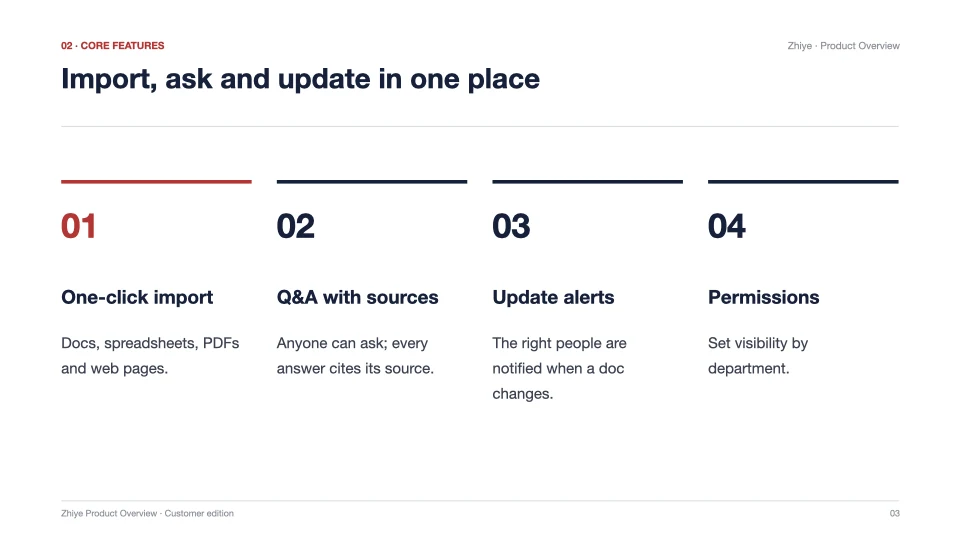 02 · CORE FEATURES
Zhiye · Product Overview
Import, ask and update in one place
01
One-click import
Docs, spreadsheets, PDFs
and web pages.
02
Q&A with sources
Anyone can ask; every
answer cites its source.
03
Update alerts
The right people are
notified when a doc
changes.
04
Permissions
Set visibility by
department.
Zhiye Product Overview · Customer edition
03